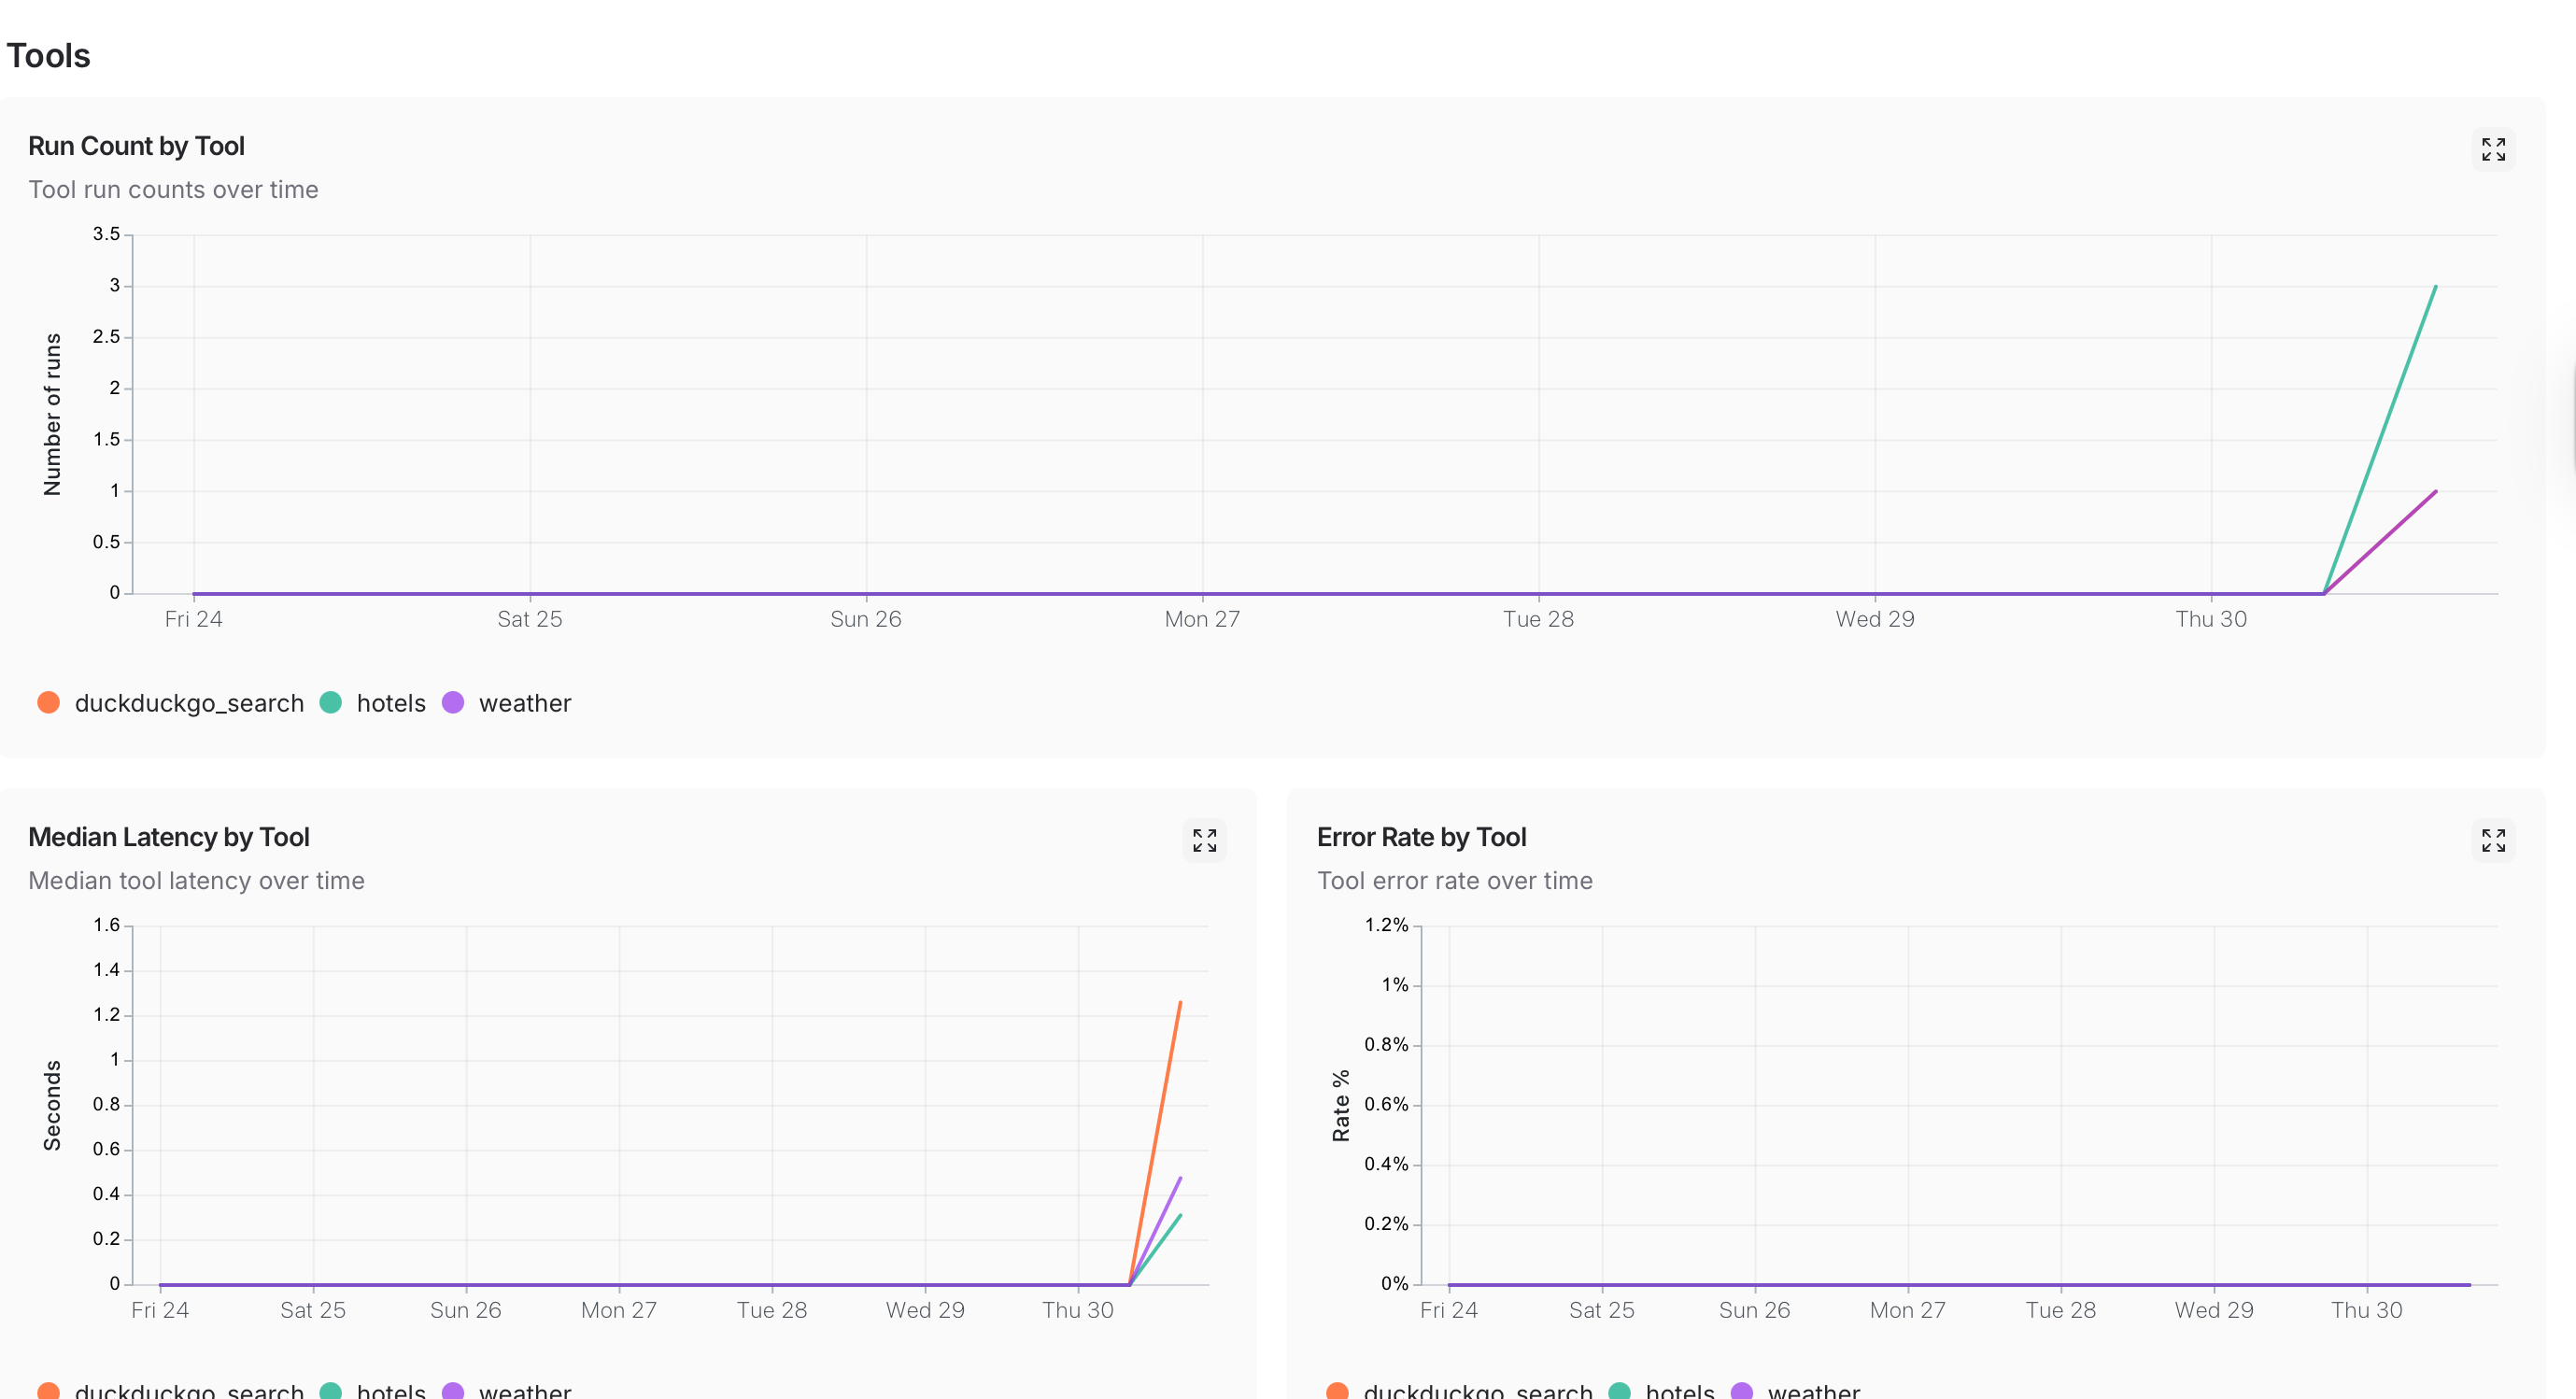 Tools
Run Count by Tool
Tool run counts over time
Number of runs
3.5
3
2.5
2
1.5
1
0.5
0
Fri 24 Sat 25 Sun 26 Mon 27 Tue 28 Wed 29 Thu 30
duckduckgo_search hotels weather
Median Latency by Tool
Median tool latency over time
Seconds
1.6
1.4
1.2
1
0.8
0.6
0.4
0.2
0
Fri 24 Sat 25 Sun 26 Mon 27 Tue 28 Wed 29 Thu 30
duckduckgo_search hotels weather
Error Rate by Tool
Tool error rate over time
Rate %
1.2%
1%
0.8%
0.6%
0.4%
0.2%
0%
Fri 24 Sat 25 Sun 26 Mon 27 Tue 28 Wed 29 Thu 30
duckduckgo_search hotels weather